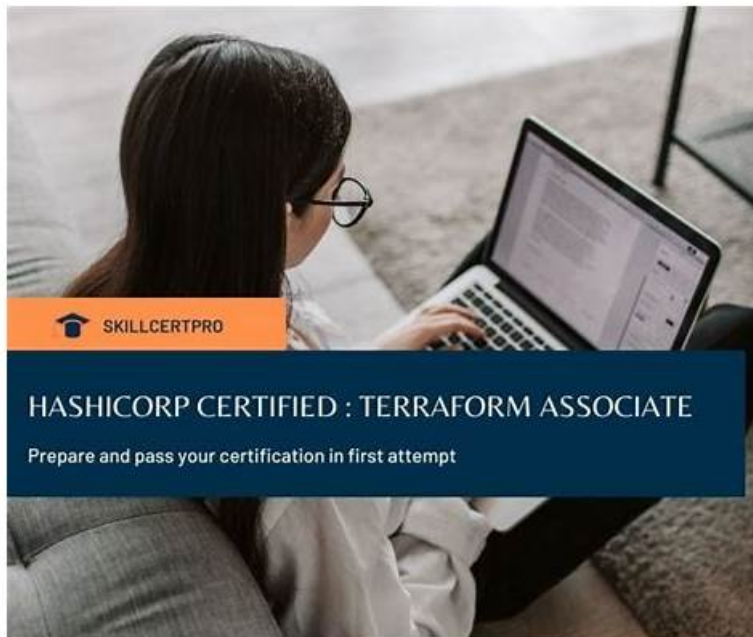 SKILLCERTPRO
HASHICORP CERTIFIED : TERRAFORM ASSOCIATE
Prepare and pass your certification in first attempt